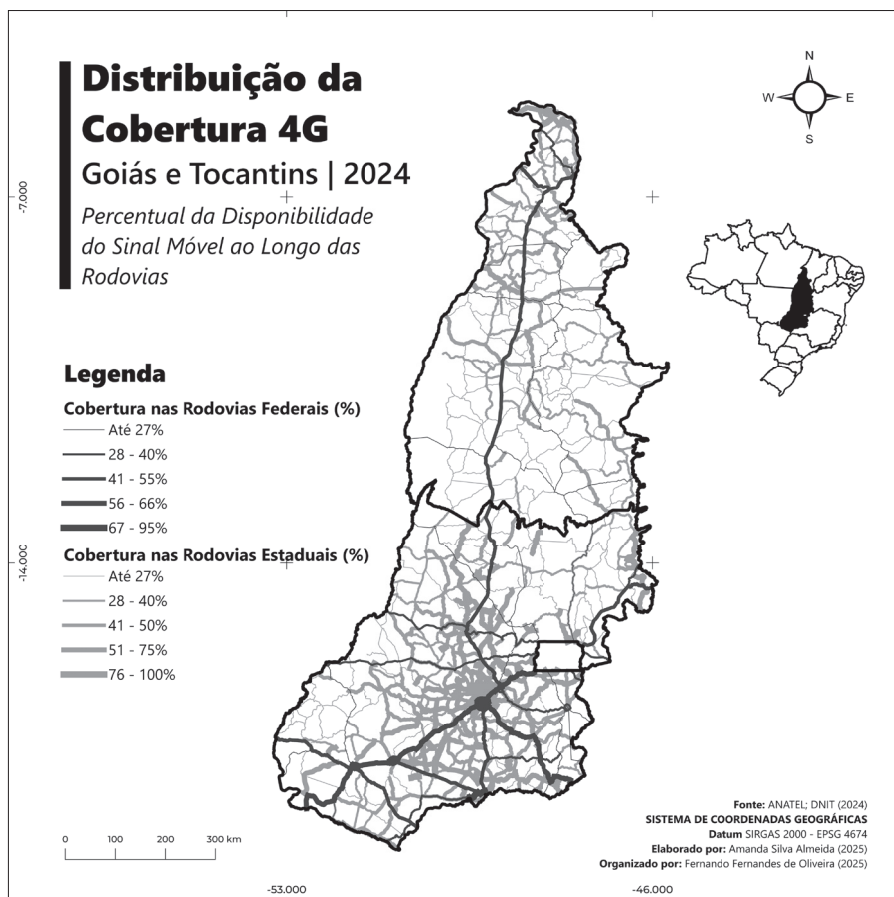 Distribuição da
Cobertura 4G
Goiás e Tocantins | 2024
Percentual da Disponibilidade
do Sinal Móvel ao Longo das
Rodovias
N
W
E
S
-7.000
-14.000
Legenda
Cobertura nas Rodovias Federais (%)
Até 27%
28 - 40%
41 - 55%
56 - 66%
67 - 95%
Cobertura nas Rodovias Estaduais (%)
Até 27%
28 - 40%
41 - 50%
51 - 75%
76 - 100%
0 100 200 300 km
Fonte: ANATEL; DNIT (2024)
SISTEMA DE COORDENADAS GEOGRÁFICAS
Datum SIRGAS 2000 - EPSG 4674
Elaborado por: Amanda Silva Almeida (2025)
Organizado por: Fernando Fernandes de Oliveira (2025)
-53.000
-46.000